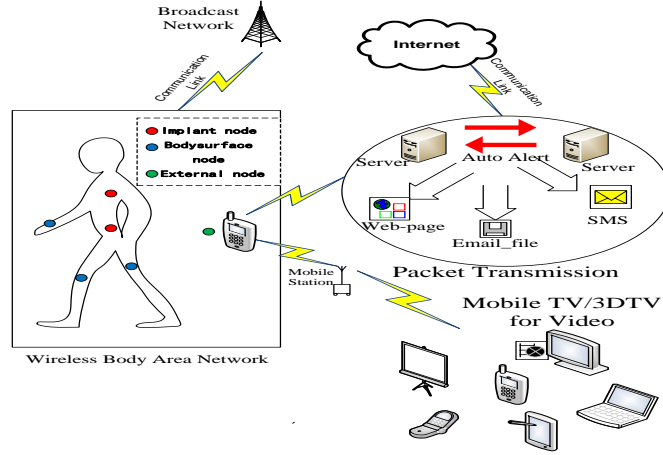 Broadcast
Network
Internet
Communication
Link
Communication
Link
Implant node
Bodysurface
node
External node
Server
Auto Alert
Server
Web-page
Email_file
SMS
Packet Transmission
Mobile
Station
Mobile TV/3DTV
for Video
Wireless Body Area Network